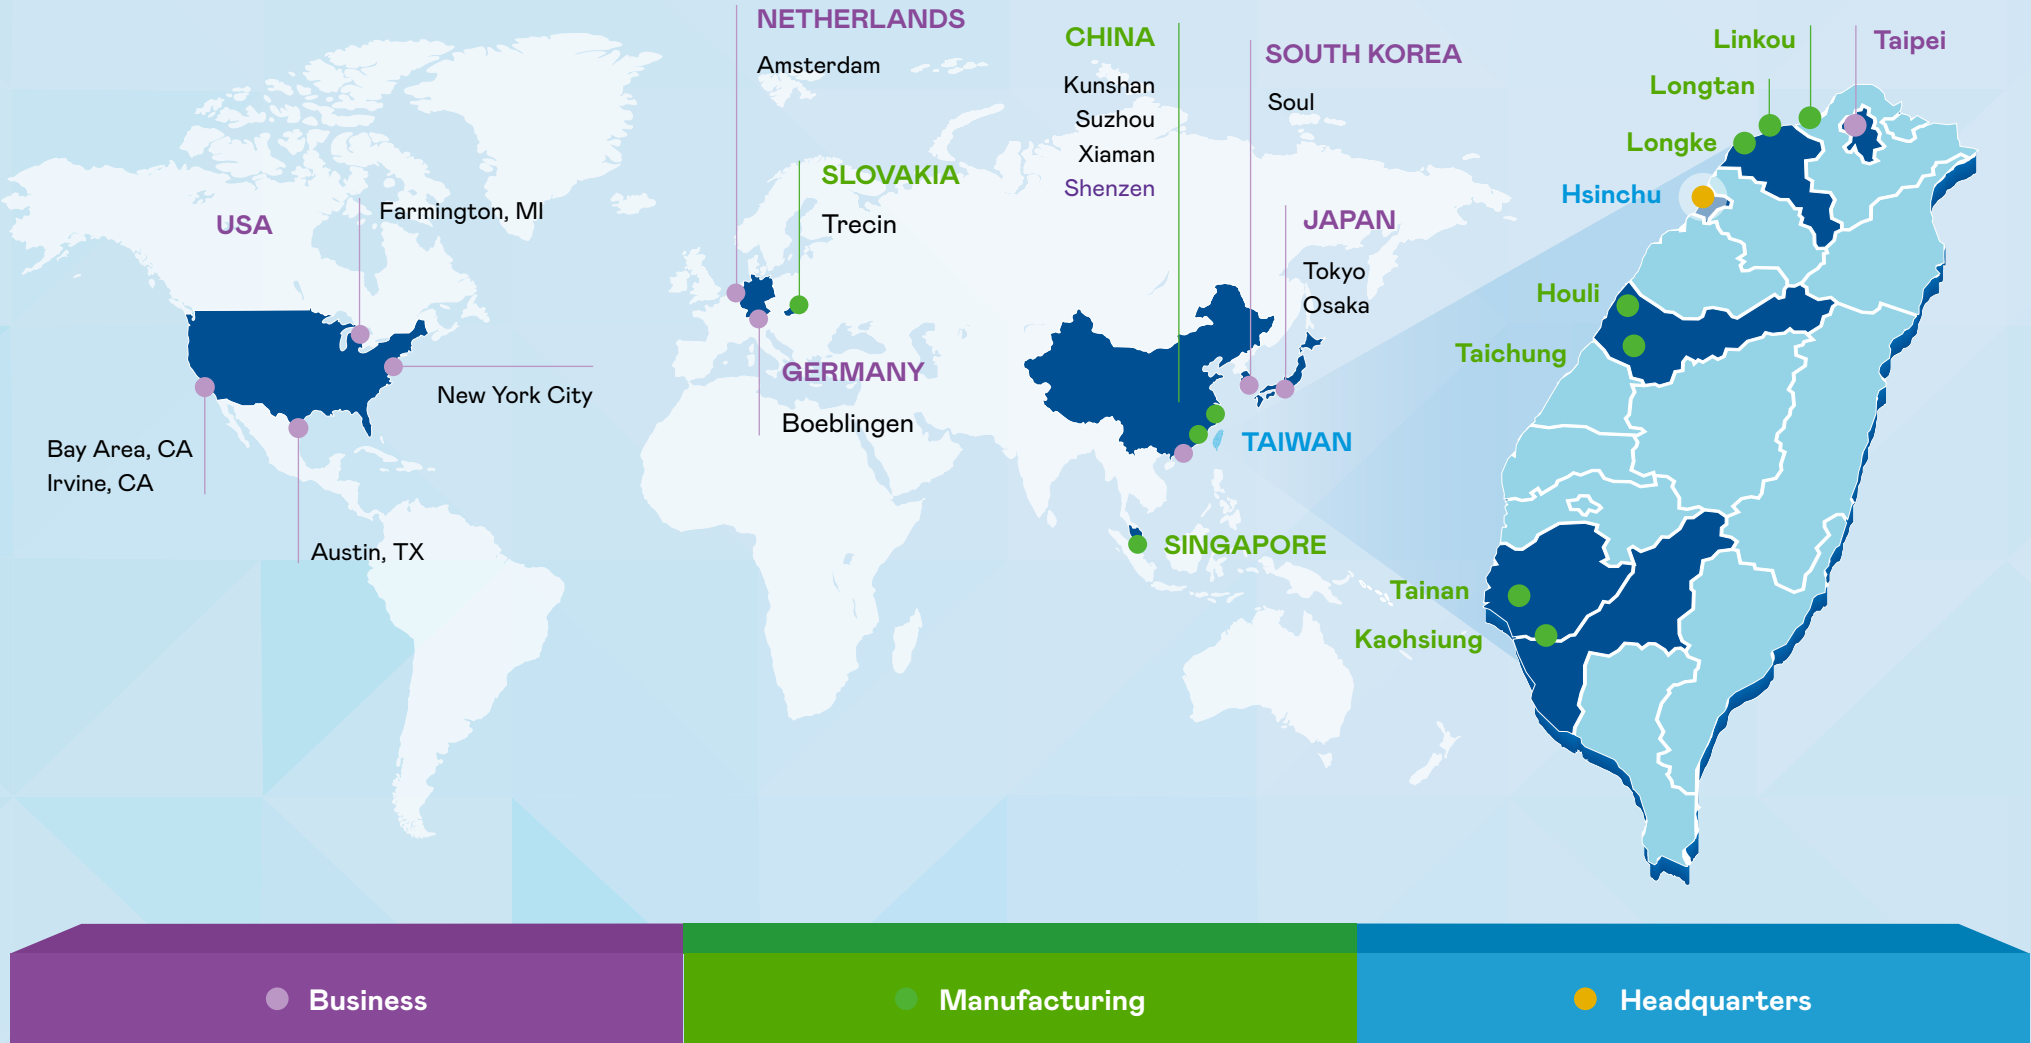 NETHERLANDS
Amsterdam
CHINA
Kunshan
Suzhou
Xiaman
Shenzen
SOUTH KOREA
Soul
SLOVAKIA
Trecin
JAPAN
Tokyo
Osaka
USA
Farmington, MI
New York City
Bay Area, CA
Irvine, CA
Austin, TX
GERMANY
Boeblingen
TAIWAN
SINGAPORE
Linkou
Taipei
Longtan
Longke
Hsinchu
Houli
Taichung
Tainan
Kaohsiung
Business
Manufacturing
Headquarters